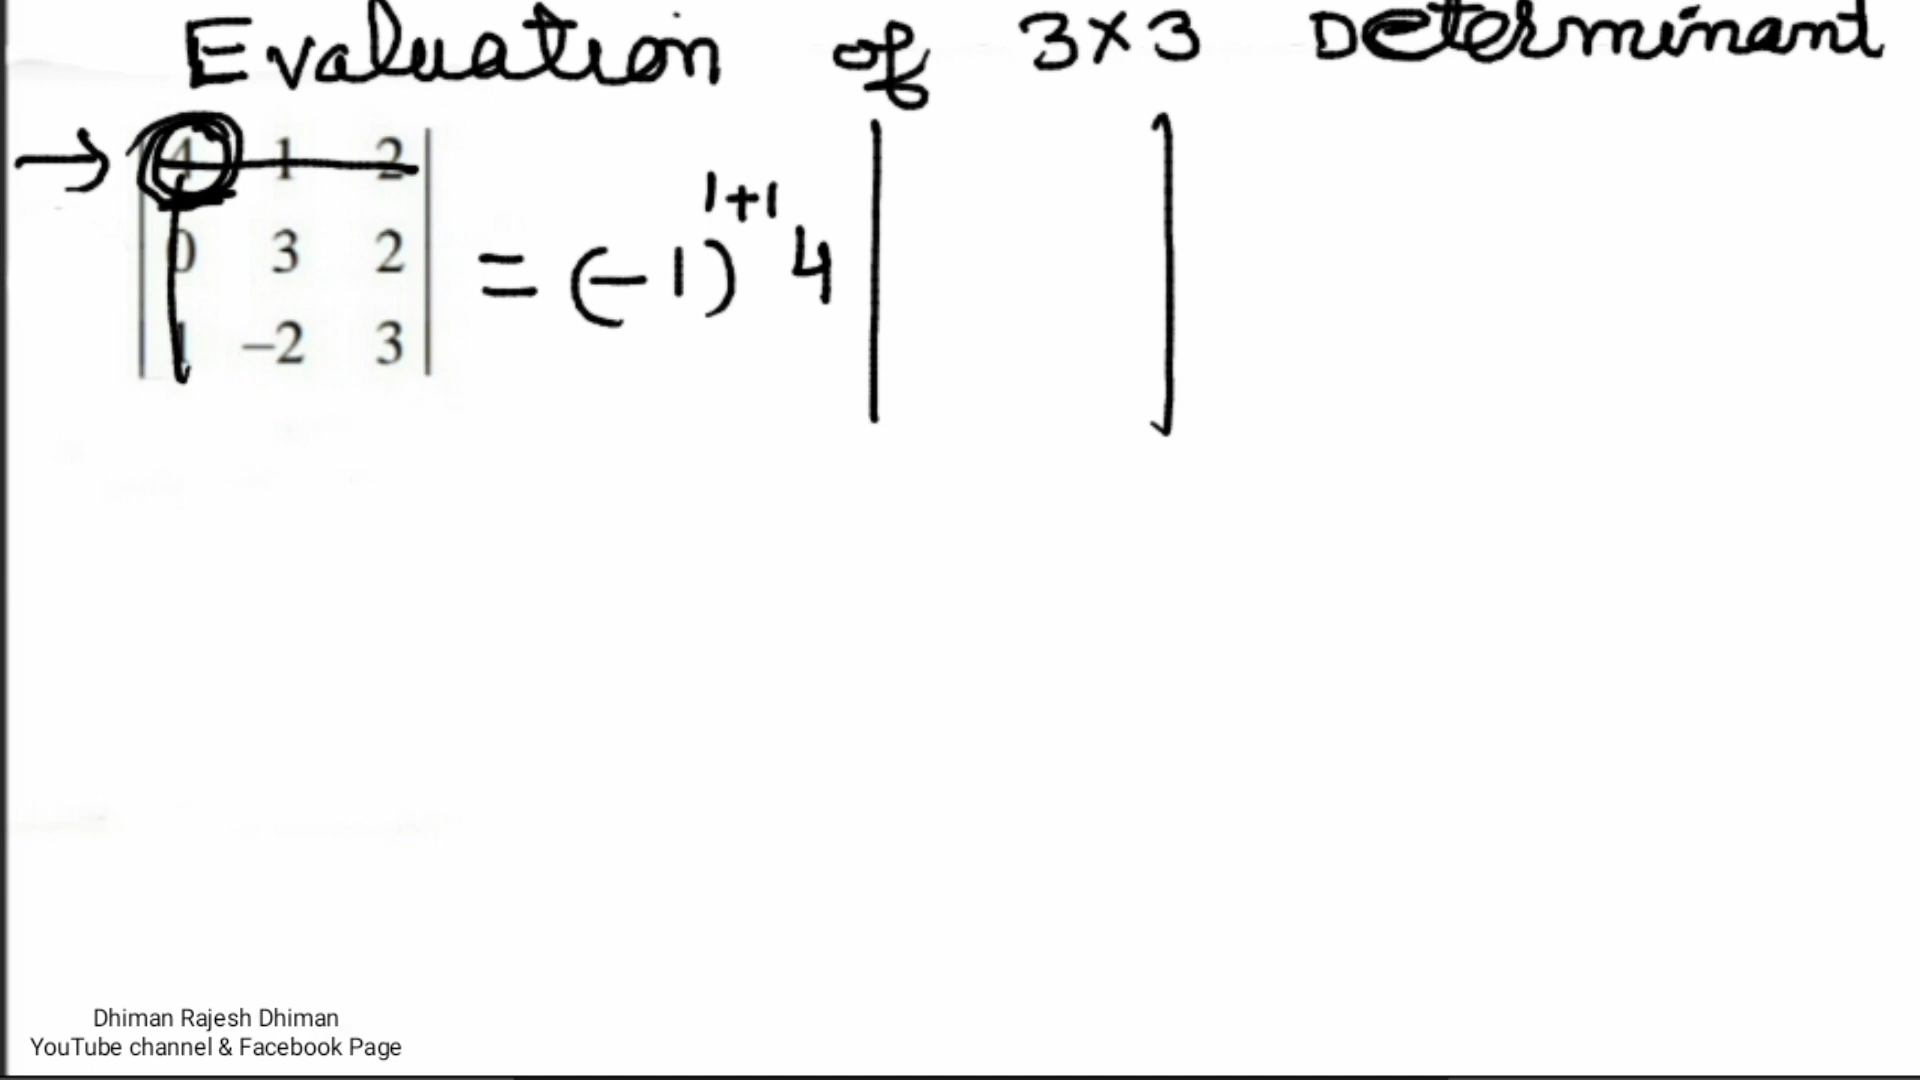 Evaluation of 3×3 Determinant
→ | 4 1 2 |
| 0 3 2 | = (-1)^{1+1} 4 | |
| 1 -2 3 |
Dhiman Rajesh Dhiman
YouTube channel & Facebook Page